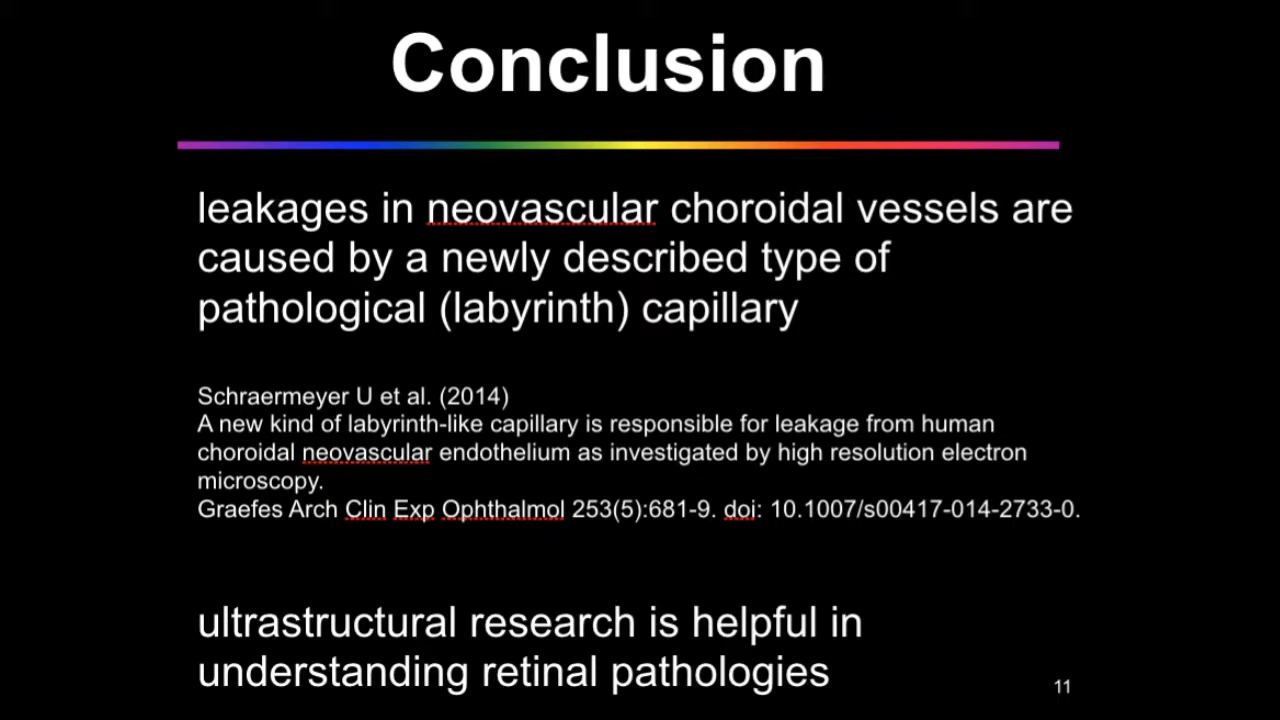 Conclusion
leakages in neovascular choroidal vessels are
caused by a newly described type of
pathological (labyrinth) capillary
Schraermeyer U et al. (2014)
A new kind of labyrinth-like capillary is responsible for leakage from human
choroidal neovascular endothelium as investigated by high resolution electron
microscopy.
Graefes Arch Clin Exp Ophthalmol 253(5):681-9. doi: 10.1007/s00417-014-2733-0.
ultrastructural research is helpful in
understanding retinal pathologies
11